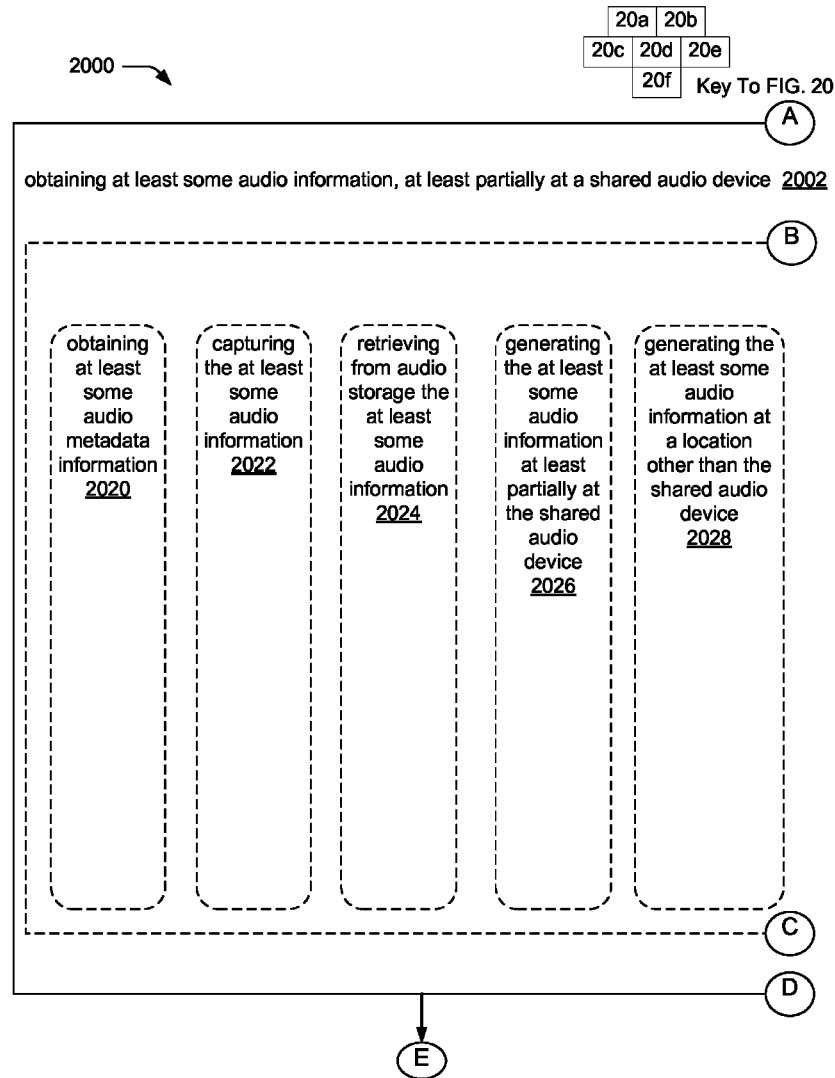 20a 20b
20c 20d 20e
20f Key To FIG. 20
2000
A
obtaining at least some audio information, at least partially at a shared audio device 2002
B
obtaining
at least
some
audio
metadata
information
2020
capturing
the at least
some
audio
information
2022
retrieving
from audio
storage the
at least
some
audio
information
2024
generating
the at least
some
audio
information
at least
partially at
the shared
audio
device
2026
generating the
at least some
audio
information at
a location
other than the
shared audio
device
2028
C
D
E